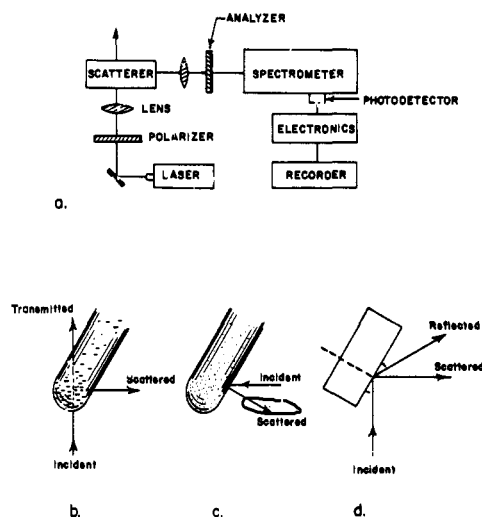 ANALYZER
SCATTERER
SPECTROMETER
LENS
PHOTODETECTOR
POLARIZER
ELECTRONICS
LASER
RECORDER
a.
Transmitted
Scattered
Incident
b.
Incident
Scattered
c.
Reflected
Scattered
Incident
d.